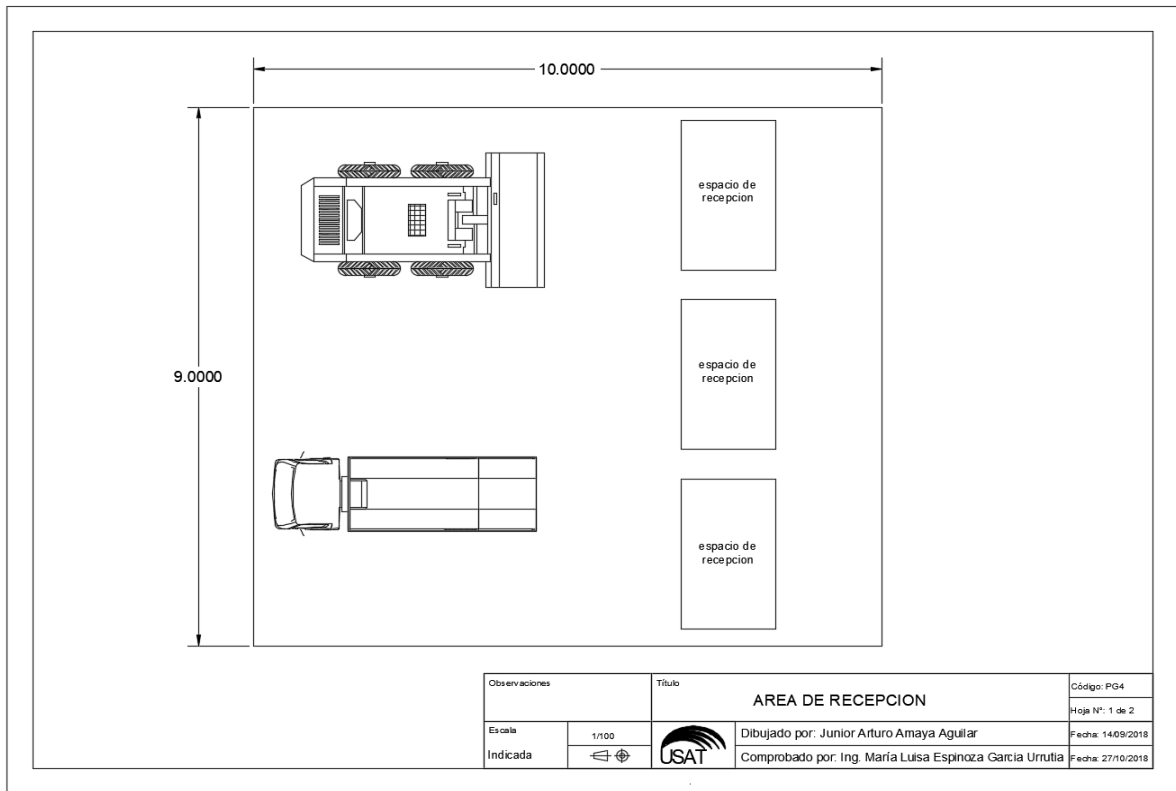 10.0000
espacio de
recepcion
9.0000
espacio de
recepcion
espacio de
recepcion
Observaciones
Título
AREA DE RECEPCION
Código: PG4
Hoja N°: 1 de 2
Escala
1/100
Indicada
USAT
Dibujado por: Junior Arturo Amaya Aguilar
Fecha: 14/09/2018
Comprobado por: Ing. María Luisa Espinoza Garcia Urrutia
Fecha: 27/10/2018